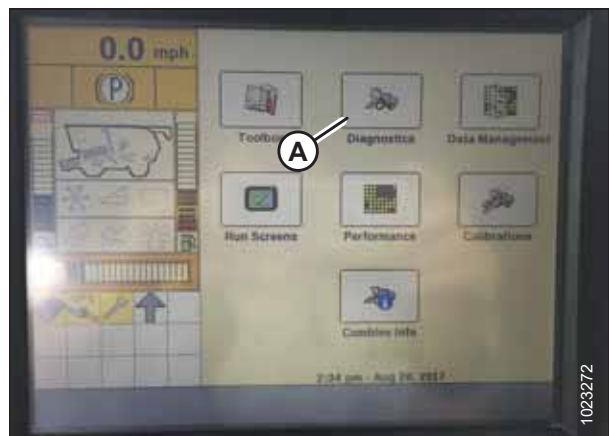 0.0 mph
(P)
Toolbox
Diagnostics
Data Management
A
Run Screens
Performance
Calibrations
Combine Info
2:34 pm - Aug 24, 2017
1023272